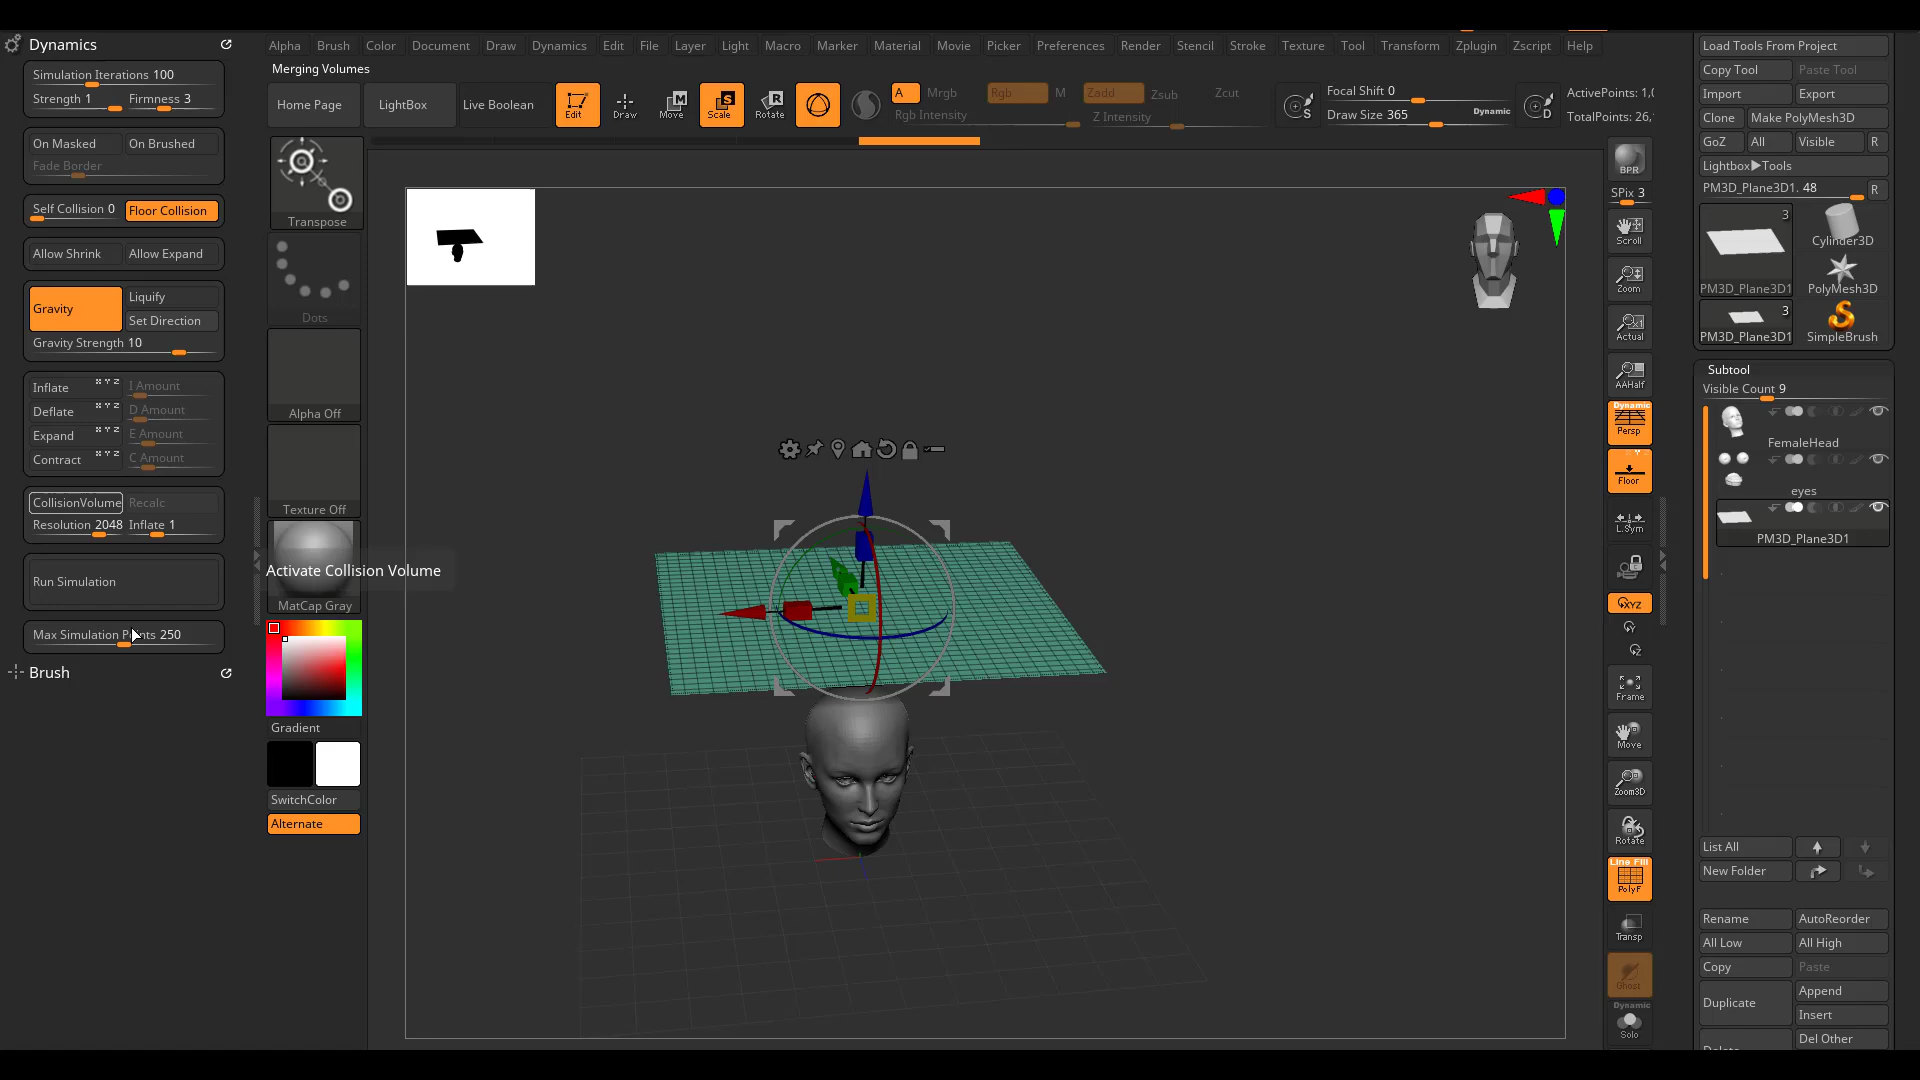 Dynamics
Simulation Iterations 100
Strength 1 Firmness 3
On Masked On Brushed
Fade Border
Self Collision 0 Floor Collision
Allow Shrink Allow Expand
Gravity Liquify
Set Direction
Gravity Strength 10
Inflate x y z I Amount
Deflate x y z D Amount
Expand x y z E Amount
Contract x y z C Amount
CollisionVolume Recalc
Resolution 2048 Inflate 1
Run Simulation
Max Simulation P nts 250
Brush
Alpha Brush Color Document Draw Dynamics Edit File Layer Light Macro Marker Material Movie Picker Preferences Render Stencil Stroke Texture Tool Transform Zplugin Zscript Help
Merging Volumes
Home Page LightBox Live Boolean Edit Draw Move Scale Rotate
M S R
A Mrgb Rgb M Zadd Zsub Zcut
Rgb Intensity Z Intensity
S Focal Shift 0
Draw Size 365 Dynamic
D ActivePoints: 1,0
TotalPoints: 26,
Transpose
Dots
Alpha Off
Texture Off
Activate Collision Volume
MatCap Gray
Gradient
SwitchColor
Alternate
BPR
SPix 3
Scroll
Zoom
Actual
AAHalf
Dynamic
Persp
Floor
L.Sym
XYZ
Y
Z
Frame
Move
Zoom3D
Rotate
Line Fill
PolyF
Transp
Ghost
Dynamic
Solo
Load Tools From Project
Copy Tool Paste Tool
Import Export
Clone Make PolyMesh3D
GoZ All Visible R
Lightbox▶Tools
PM3D_Plane3D1. 48 R
3
PM3D_Plane3D1
Cylinder3D
PolyMesh3D
3
PM3D_Plane3D1
SimpleBrush
Subtool
Visible Count 9
FemaleHead
eyes
PM3D_Plane3D1
List All
New Folder
Rename AutoReorder
All Low All High
Copy Paste
Duplicate Append
Insert
Del Other